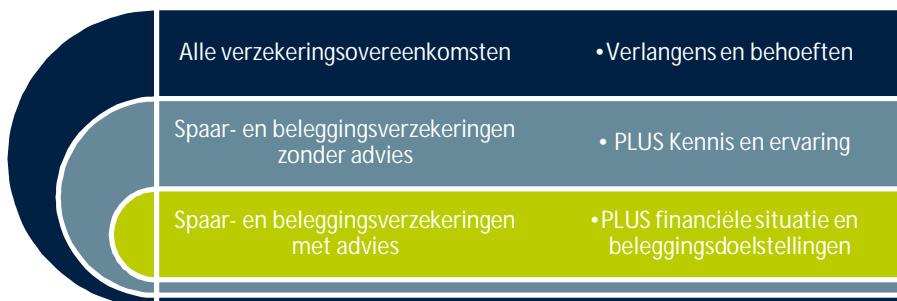 Alle verzekeringsovereenkomsten
• Verlangens en behoeften
Spaar- en beleggingsverzekeringen
zonder advies
• PLUS Kennis en ervaring
Spaar- en beleggingsverzekeringen
met advies
• PLUS financiële situatie en
beleggingsdoelstellingen